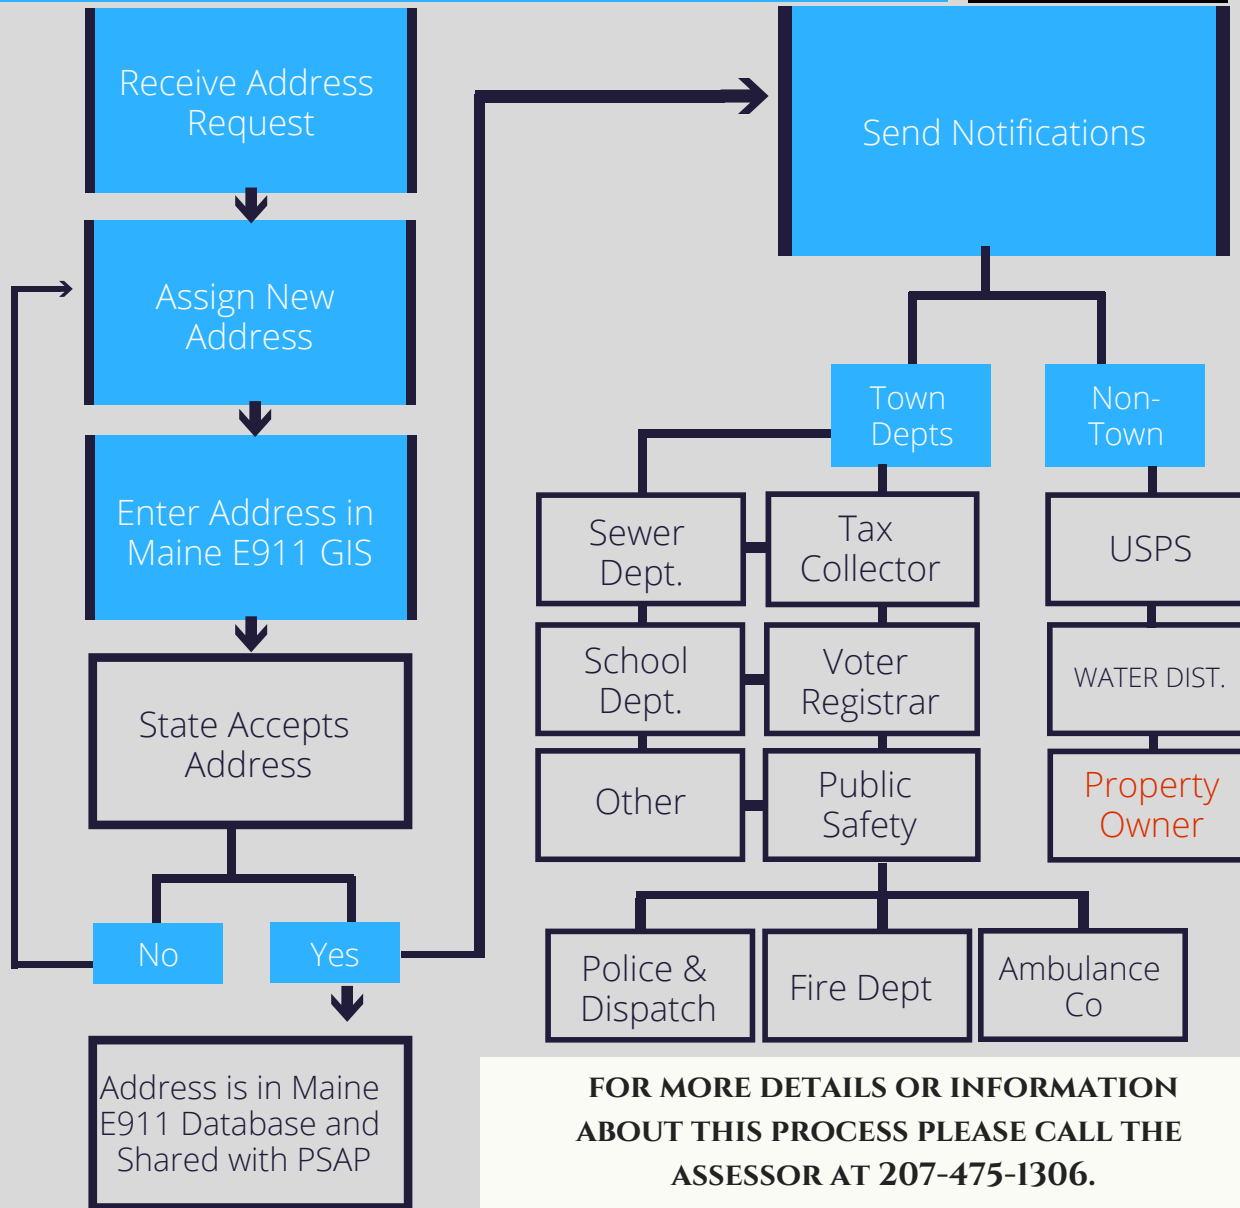 Receive Address
Request
Assign New
Address
Enter Address in
Maine E911 GIS
State Accepts
Address
No
Yes
Address is in Maine
E911 Database and
Shared with PSAP
Send Notifications
Town
Depts
Non-
Town
Sewer
Dept.
Tax
Collector
USPS
School
Dept.
Voter
Registrar
WATER DIST.
Other
Public
Safety
Property
Owner
Police &
Dispatch
Fire Dept
Ambulance
Co
FOR MORE DETAILS OR INFORMATION
ABOUT THIS PROCESS PLEASE CALL THE
ASSESSOR AT 207-475-1306.